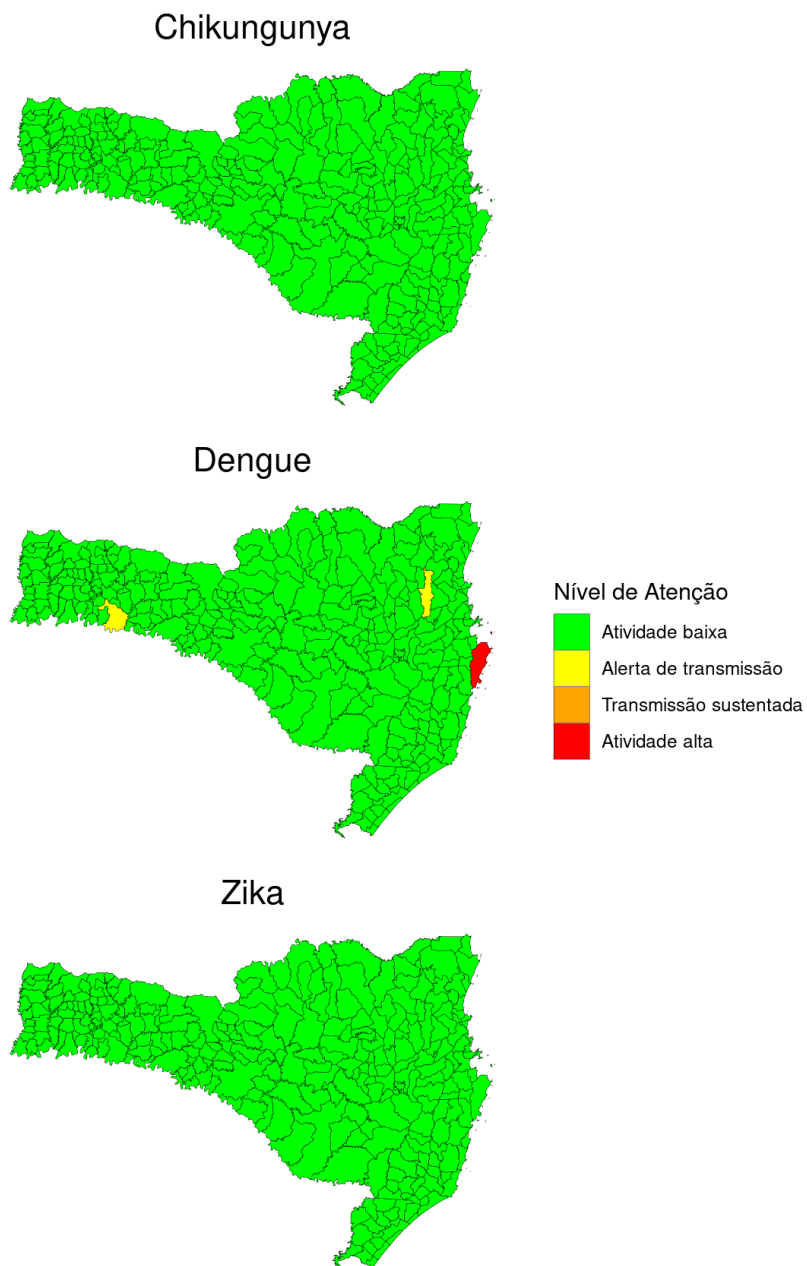 Chikungunya
Dengue
Nível de Atenção
Atividade baixa
Alerta de transmissão
Transmissão sustentada
Atividade alta
Zika